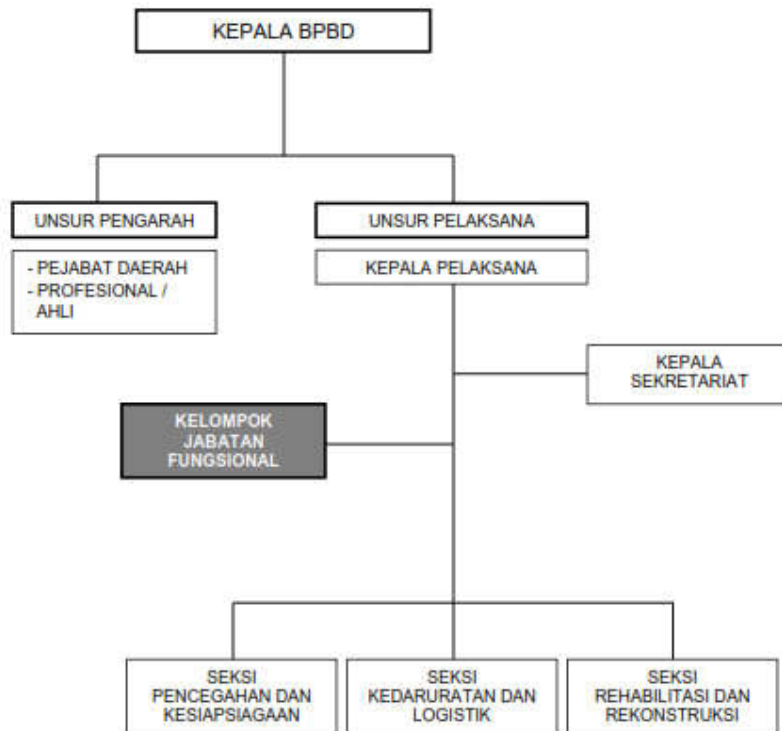 KEPALA BPBD
UNSUR PENGARAH
UNSUR PELAKSANA
- PEJABAT DAERAH
- PROFESIONAL /
AHLI
KEPALA PELAKSANA
KEPALA
SEKRETARIAT
KELOMPOK
JABATAN
FUNGSIONAL
SEKSI
PENCEGAHAN DAN
KESIAPSIAGAAN
SEKSI
KEDARURATAN DAN
LOGISTIK
SEKSI
REHABILITASI DAN
REKONSTRUKSI